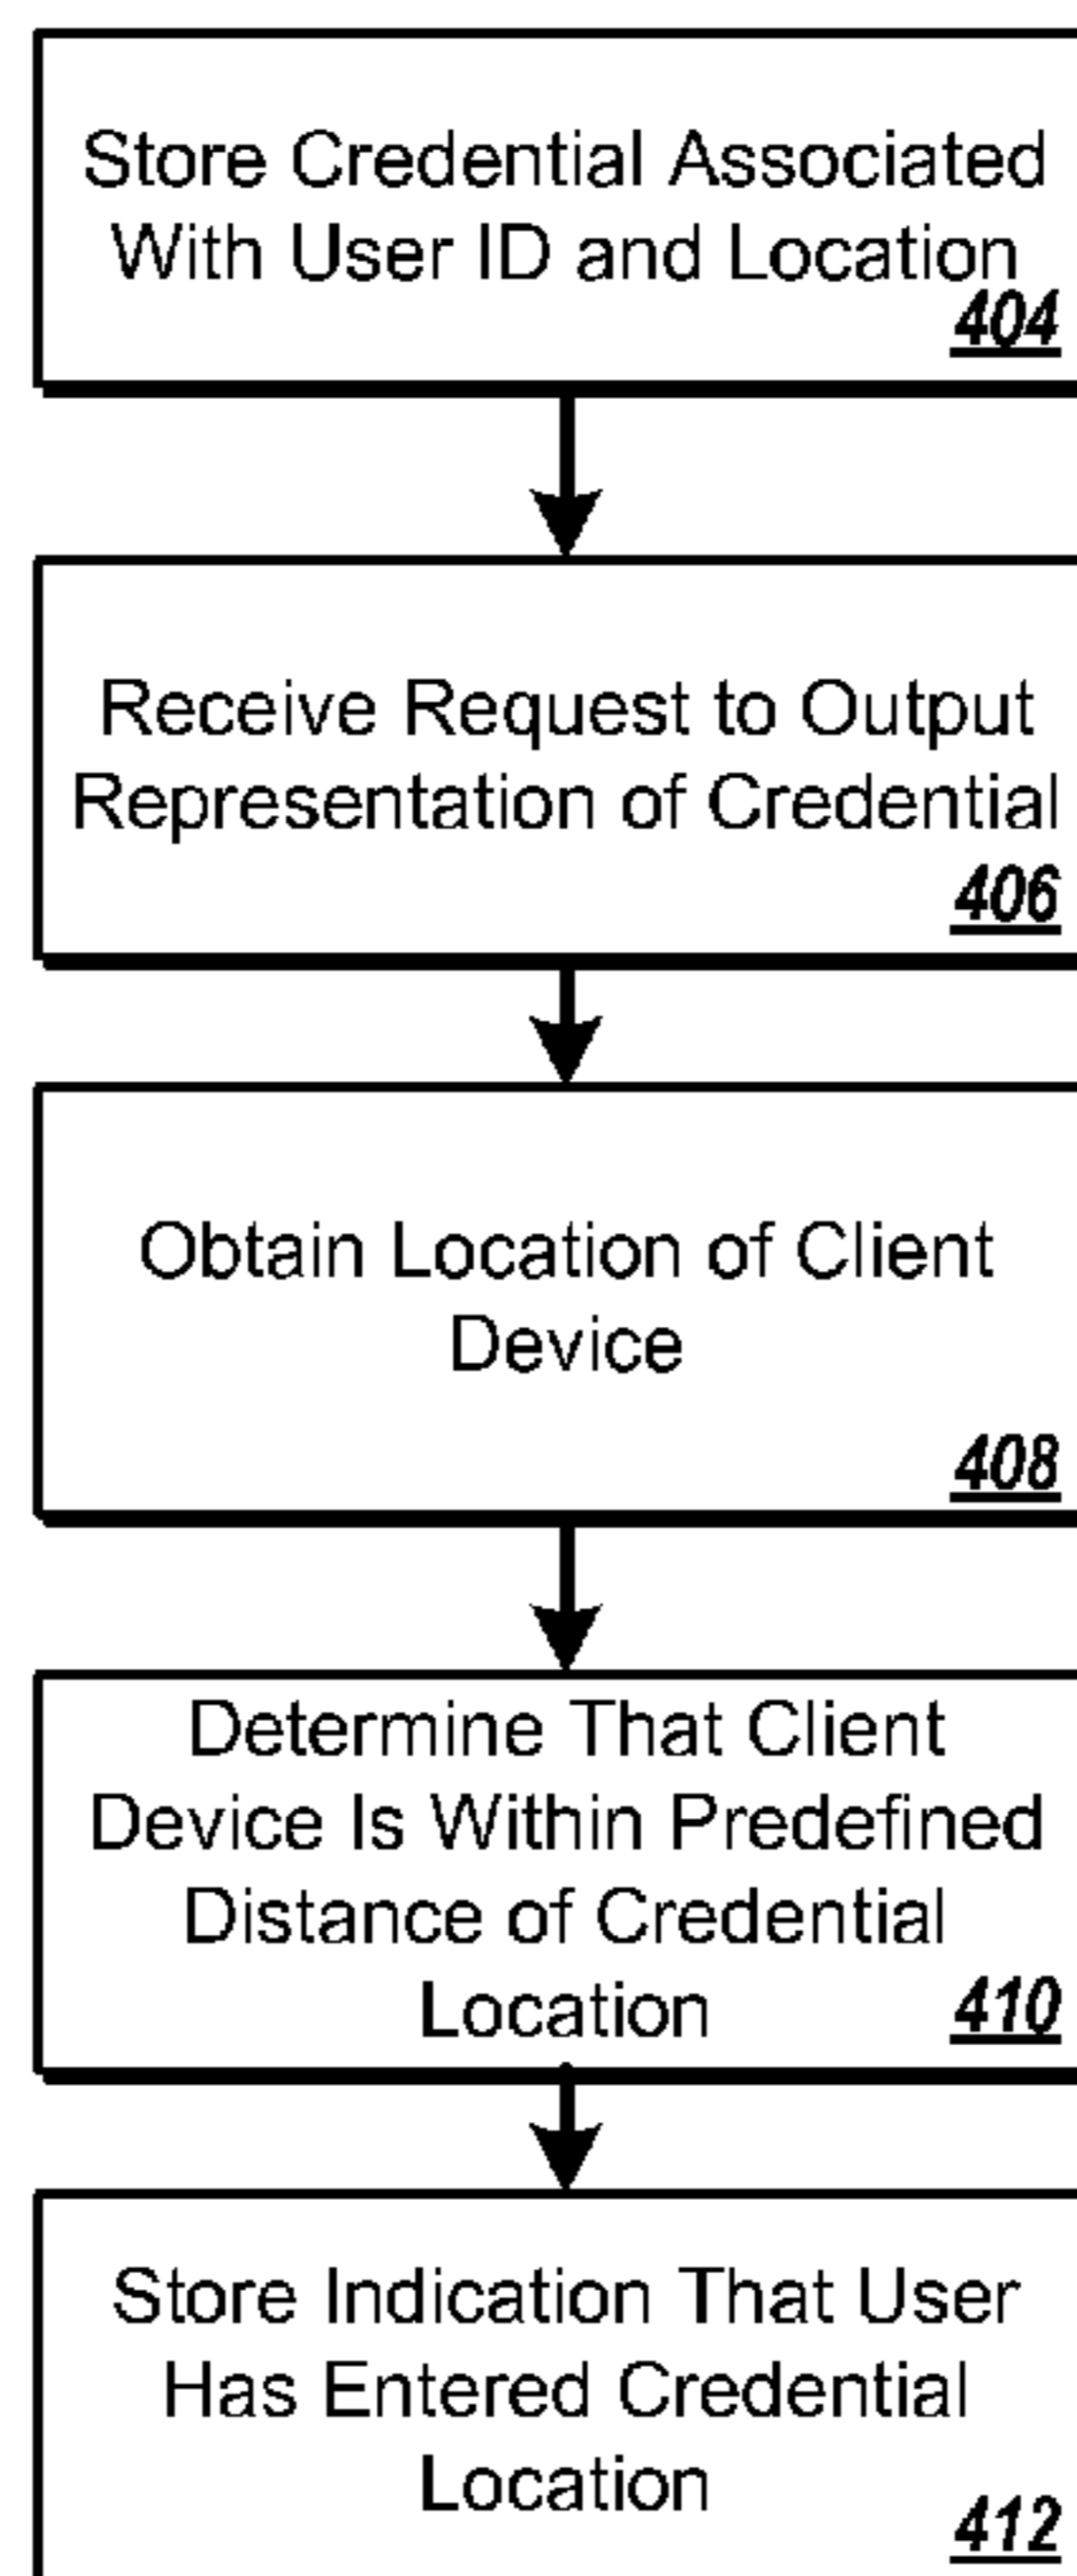 Store Credential Associated
With User ID and Location
404
Receive Request to Output
Representation of Credential
406
Obtain Location of Client
Device
408
Determine That Client
Device Is Within Predefined
Distance of Credential
Location
410
Store Indication That User
Has Entered Credential
Location
412